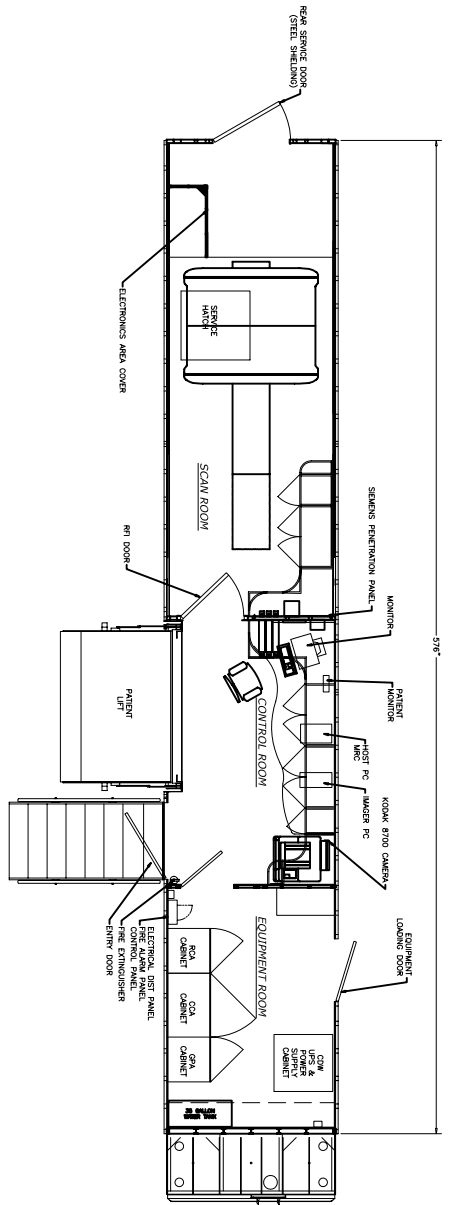 REAR SERVICE DOOR
(STEEL SHIELDING)
ELECTRONICS AREA COVER
SERVICE
HATCH
SCAN ROOM
RFI DOOR
SIEMENS PENETRATION PANEL
MONITOR
576"
PATIENT
MONITOR
PATIENT
LIFT
CONTROL ROOM
HOST PC
MRC
IMAGER PC
KODAK 8700 CAMERA
EQUIPMENT
LOADING DOOR
EQUIPMENT ROOM
ELECTRICAL DIST PANEL
FIRE ALARM PANEL
CONTROL PANEL
FIRE EXTINGUISHER
ENTRY DOOR
RCA
CABINET
CCA
CABINET
GPA
CABINET
CDW
UPS &
POWER
SUPPLY
CABINET